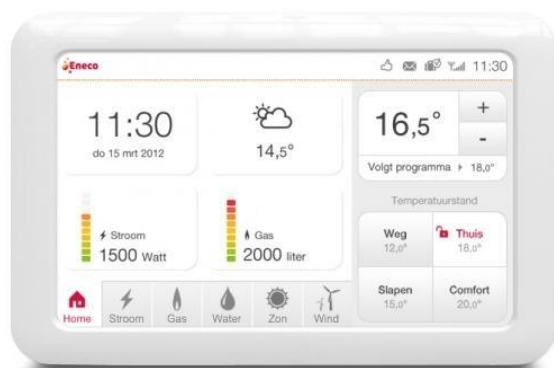 Eneco
11:30
11:30
do 15 mrt 2012
14,5°
16,5°
+
-
Volgt programma 18,0°
Temperatuurstand
Stroom
1500 Watt
Gas
2000 liter
Weg
12,0°
Thuis
18,0°
Slapen
15,0°
Comfort
20,0°
Home
Stroom
Gas
Water
Zon
Wind